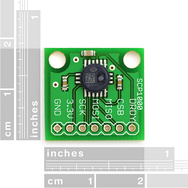 SCP1000
GND
3.3V
SCK
MOSI
MISO
CSB
DRDY
cm 1 2
inches 1
inches 1
cm 1 2